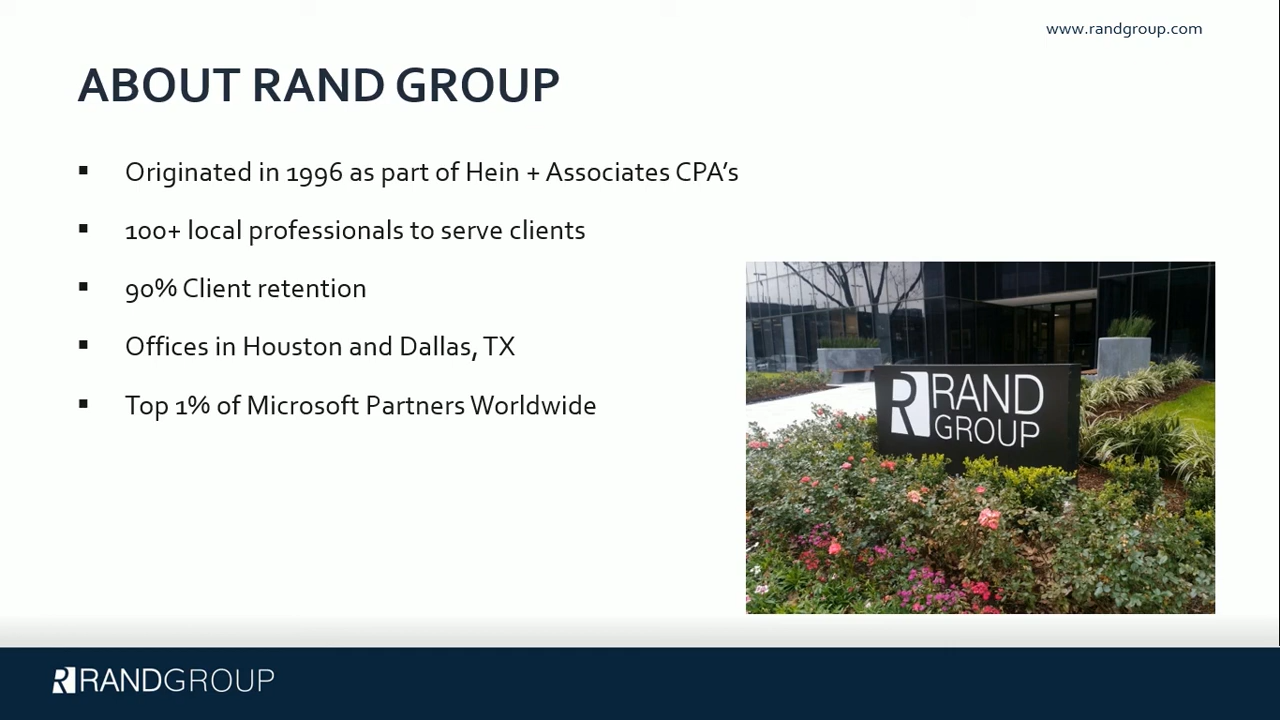 www.randgroup.com
ABOUT RAND GROUP
▪ Originated in 1996 as part of Hein + Associates CPA’s
▪ 100+ local professionals to serve clients
▪ 90% Client retention
▪ Offices in Houston and Dallas, TX
▪ Top 1% of Microsoft Partners Worldwide
RAND
GROUP
RANDGROUP